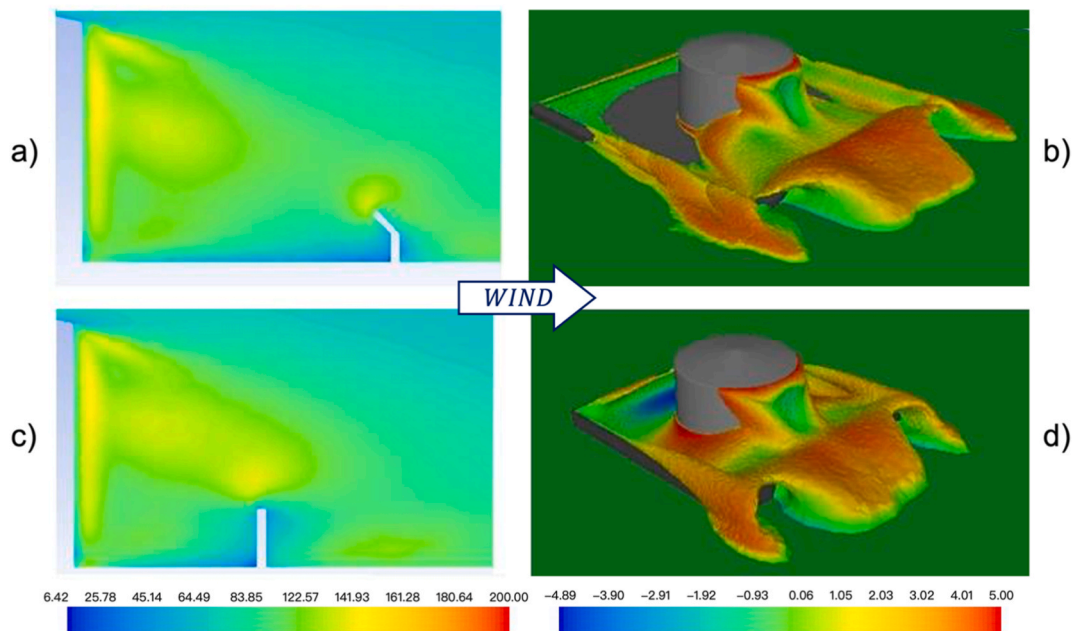 a)
b)
WIND
c)
d)
6.42 25.78 45.14 64.49 83.85 122.57 141.93 161.28 180.64 200.00
−4.89 −3.90 −2.91 −1.92 −0.93 0.06 1.05 2.03 3.02 4.01 5.00